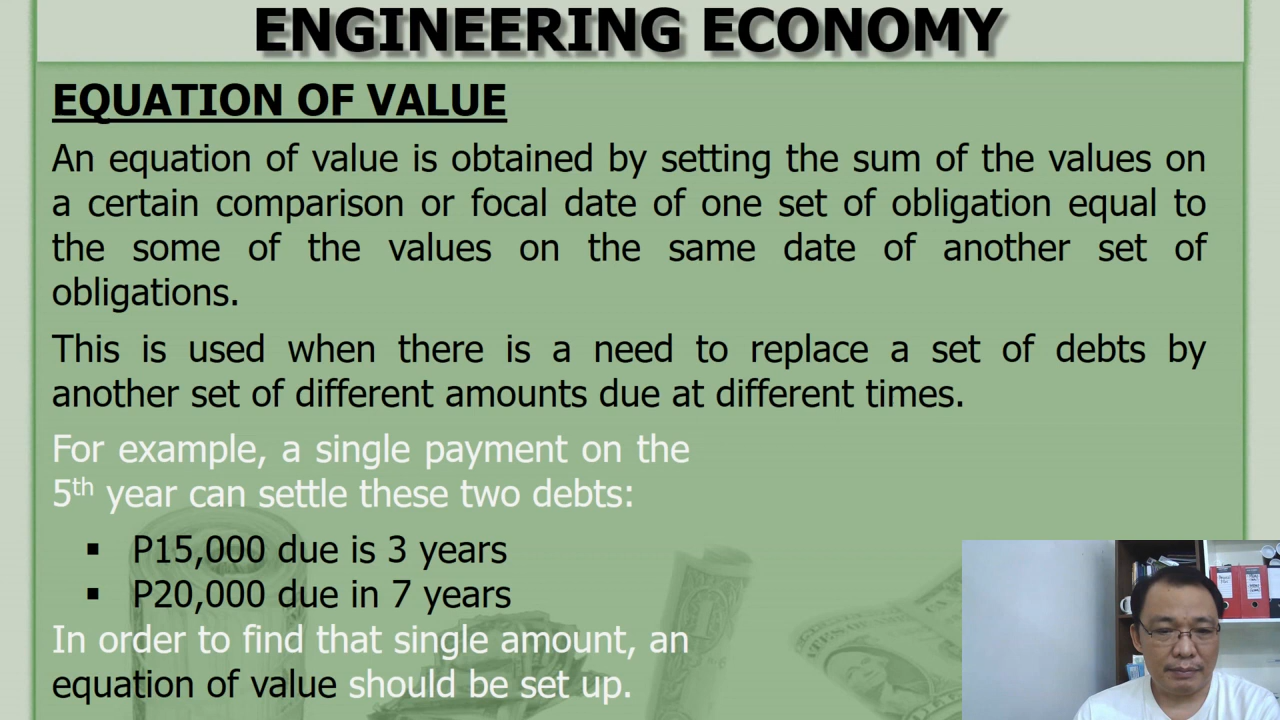 ENGINEERING ECONOMY
EQUATION OF VALUE
An equation of value is obtained by setting the sum of the values on
a certain comparison or focal date of one set of obligation equal to
the some of the values on the same date of another set of
obligations.
This is used when there is a need to replace a set of debts by
another set of different amounts due at different times.
For example, a single payment on the
5th year can settle these two debts:
▪ P15,000 due is 3 years
▪ P20,000 due in 7 years
In order to find that single amount, an
equation of value should be set up.